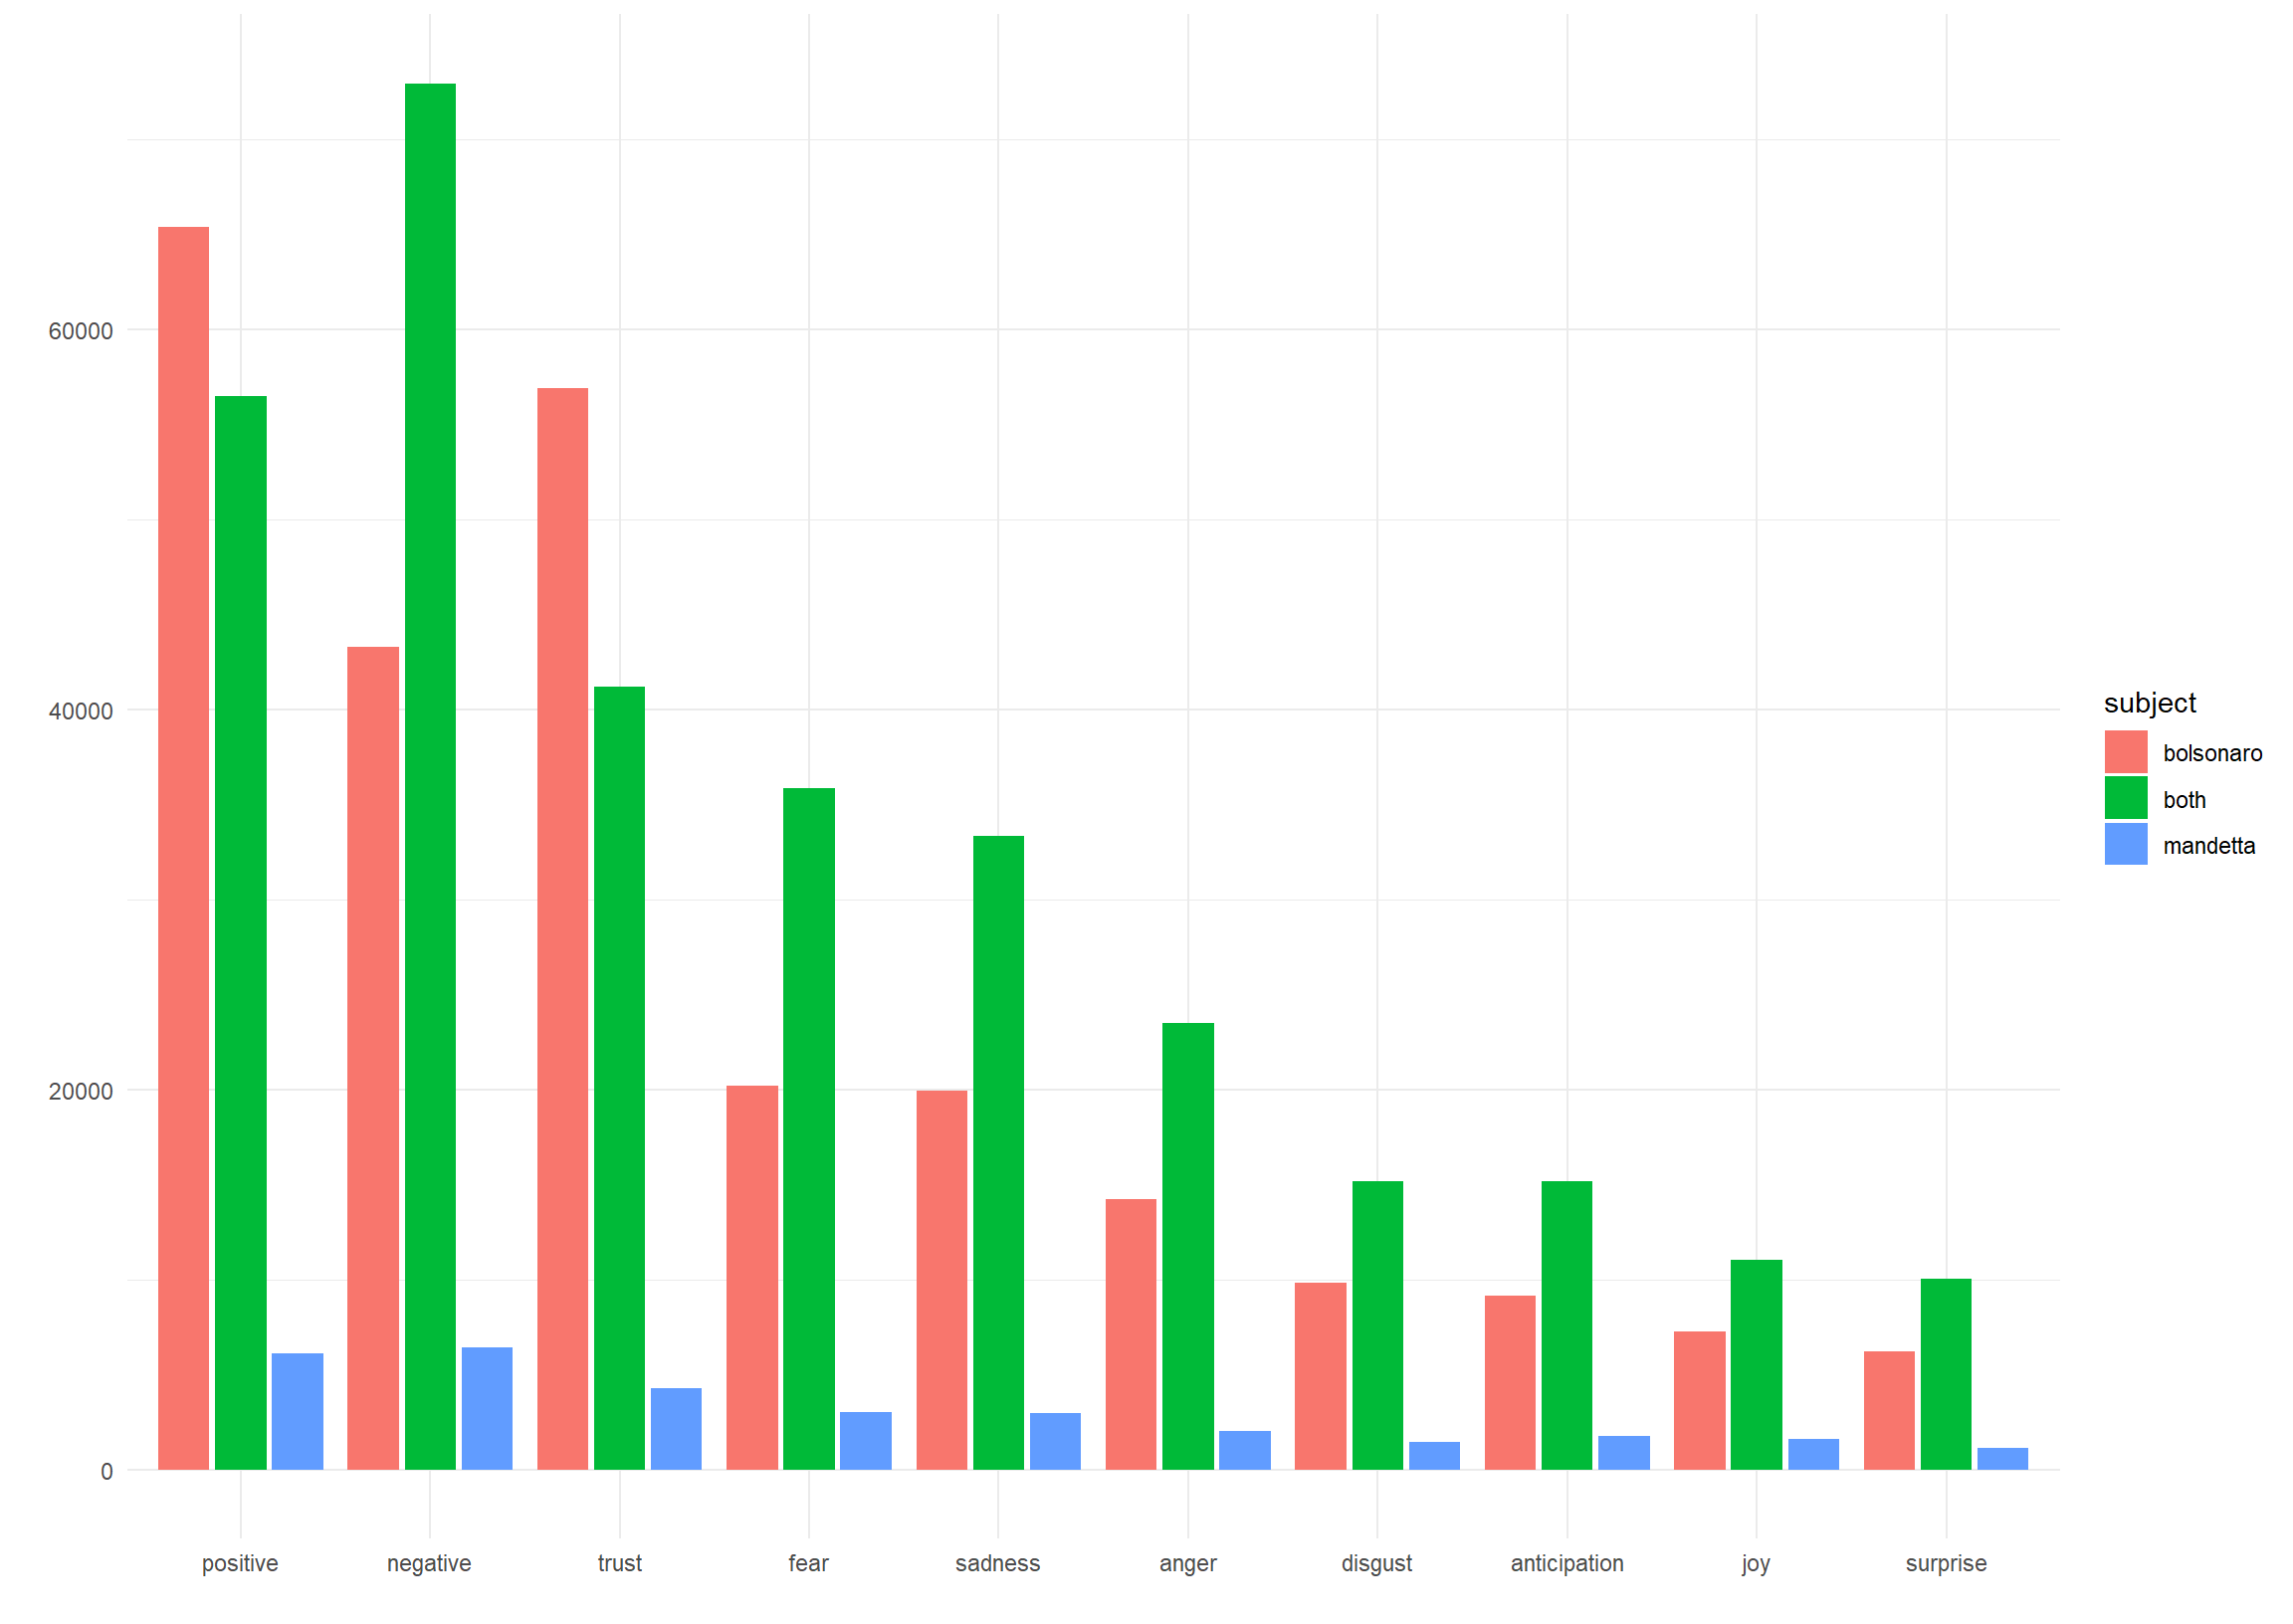 60000
40000
20000
0
positive negative trust fear sadness anger disgust anticipation joy surprise
subject
bolsonaro
both
mandetta